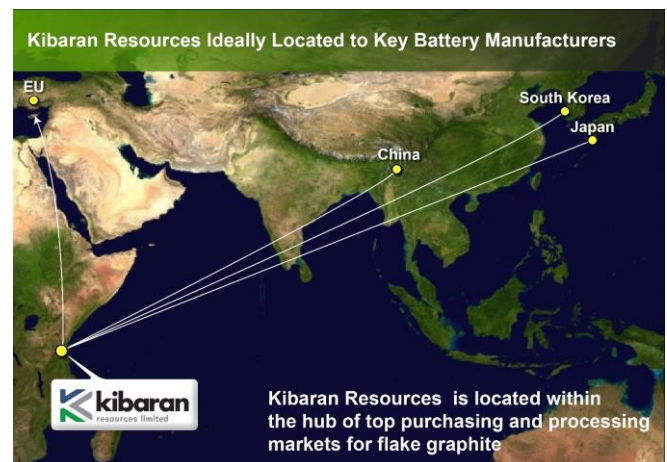 Kibaran Resources Ideally Located to Key Battery Manufacturers
EU
South Korea
Japan
China
kibaran
resources limited
Kibaran Resources is located within
the hub of top purchasing and processing
markets for flake graphite